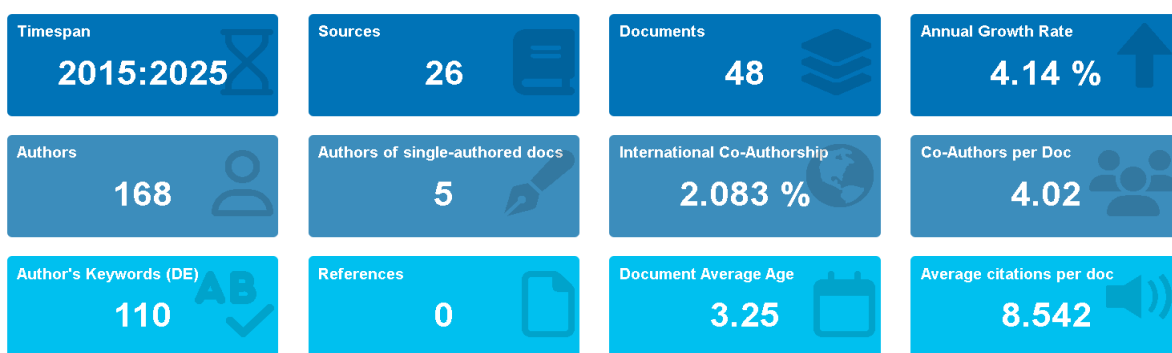 Timespan
2015:2025
Sources
26
Documents
48
Annual Growth Rate
4.14 %
Authors
168
Authors of single-authored docs
5
International Co-Authorship
2.083 %
Co-Authors per Doc
4.02
Author's Keywords (DE)
AB
110
References
0
Document Average Age
3.25
Average citations per doc
8.542